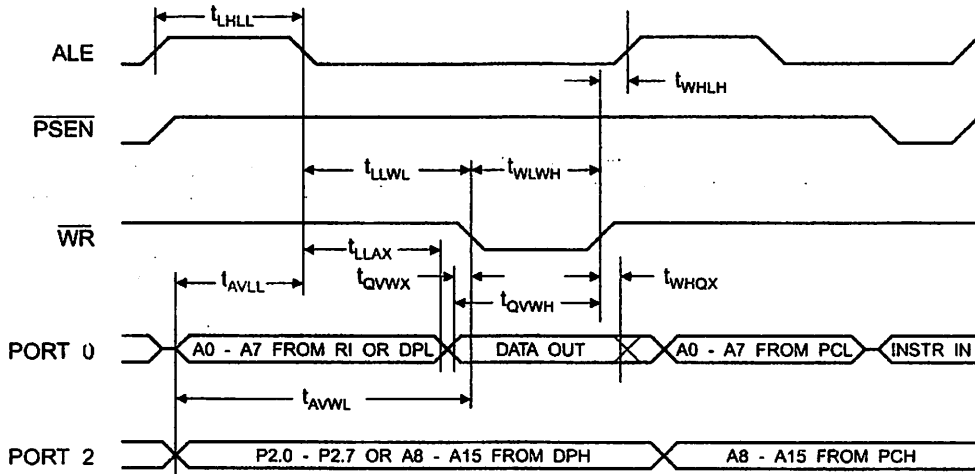 tLHLL
ALE
tWHLH
PSEN
tLLWL
tWLWH
WR
tLLAX
tAVLL
tQVWX
tWHQX
tQVWH
PORT 0
A0 - A7 FROM RI OR DPL
DATA OUT
A0 - A7 FROM PCL
INSTR IN
tAVWL
PORT 2
P2.0 - P2.7 OR A8 - A15 FROM DPH
A8 - A15 FROM PCH